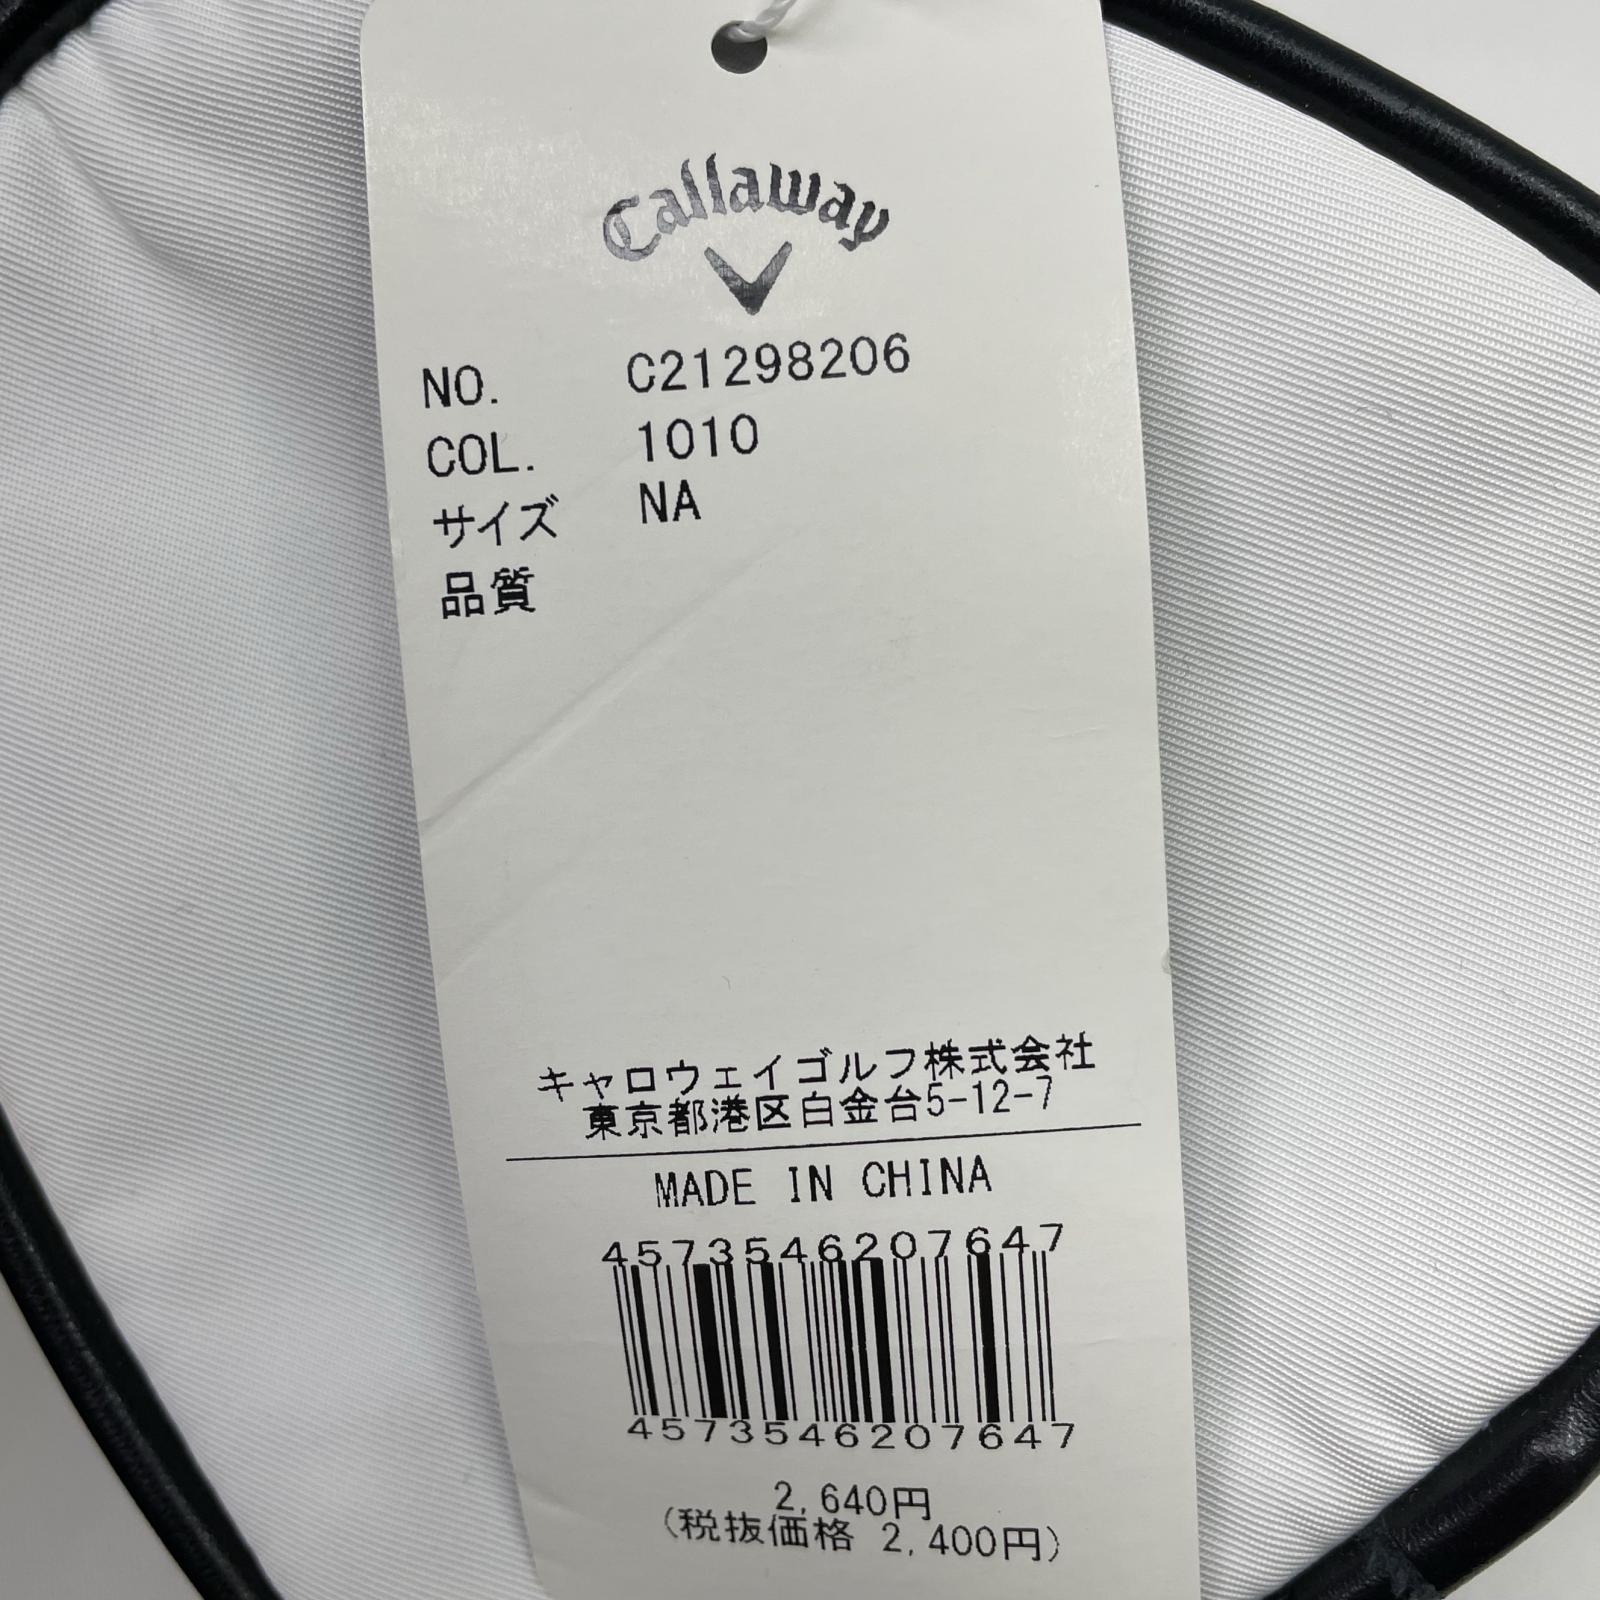 Callaway
NO. C21298206
COL. 1010
サイズ NA
品質
キャロウェイゴルフ株式会社
東京都港区白金台5-12-7
MADE IN CHINA
4573546207647
4573546207647
2,640円
(税抜価格 2,400円)